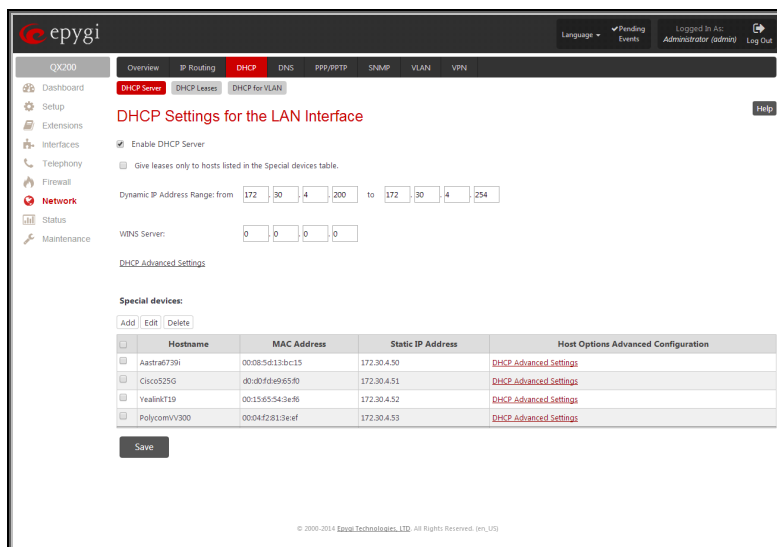 epygi
Language
Pending Events
Logged In As:
Administrator (admin)
Log Out
QX200
Dashboard
Setup
Extensions
Interfaces
Telephony
Firewall
Network
Status
Maintenance
Overview IP Routing DHCP DNS PPP/PPTP SNMP VLAN VPN
DHCP Server DHCP Leases DHCP for VLAN
DHCP Settings for the LAN Interface
Help
Enable DHCP Server
Give leases only to hosts listed in the Special devices table.
Dynamic IP Address Range: from 172 . 30 . 4 . 200 to 172 . 30 . 4 . 254
WINS Server: 0 . 0 . 0 . 0
DHCP Advanced Settings
Special devices:
Add Edit Delete
Hostname MAC Address Static IP Address Host Options Advanced Configuration
Aastra6739i 00:08:5d:13:bc:15 172.30.4.50 DHCP Advanced Settings
Cisco525G d0:d0:fd:e9:65:f0 172.30.4.51 DHCP Advanced Settings
YealinkT19 00:15:65:54:3e:f6 172.30.4.52 DHCP Advanced Settings
PolycomVV300 00:04:f2:81:3e:ef 172.30.4.53 DHCP Advanced Settings
Save
© 2600-2014 Epygi Technologies, LTD. All Rights Reserved. (en_US)